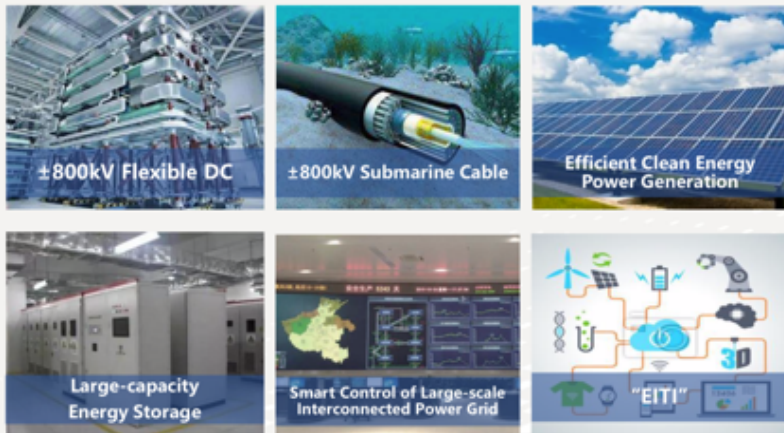 ±800kV Flexible DC
±800kV Submarine Cable
Efficient Clean Energy
Power Generation
Large-capacity
Energy Storage
Smart Control of Large-scale
Interconnected Power Grid
3D
"EITI"